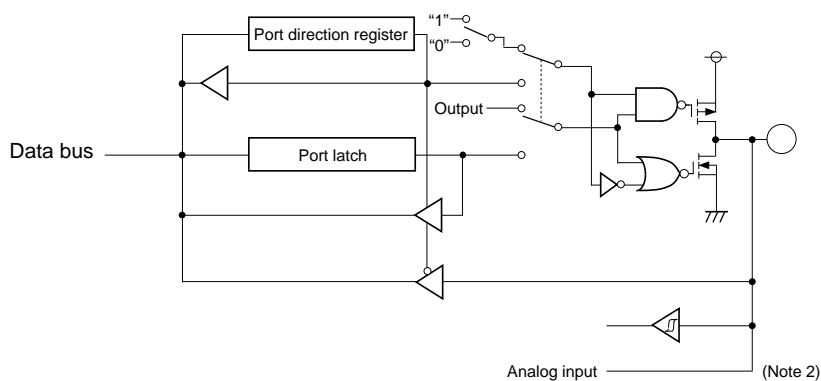 “1”
Port direction register
“0”
Output
Data bus
Port latch
Analog input
(Note 2)